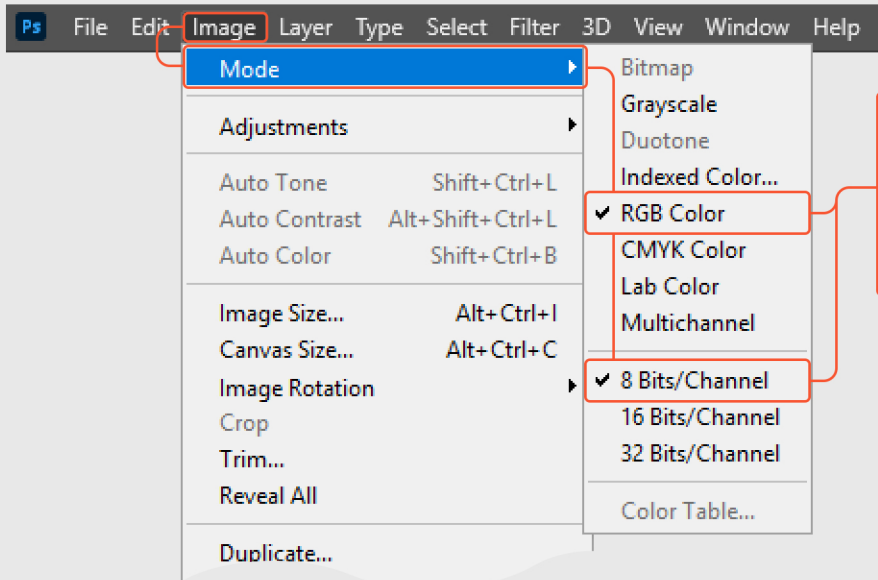 Ps File Edit Image Layer Type Select Filter 3D View Window Help
Mode
Adjustments
Auto Tone Shift+Ctrl+L
Auto Contrast Alt+Shift+Ctrl+L
Auto Color Shift+Ctrl+B
Image Size... Alt+Ctrl+I
Canvas Size... Alt+Ctrl+C
Image Rotation
Crop
Trim...
Reveal All
Duplicate...
Bitmap
Grayscale
Duotone
Indexed Color...
RGB Color
CMYK Color
Lab Color
Multichannel
8 Bits/Channel
16 Bits/Channel
32 Bits/Channel
Color Table...